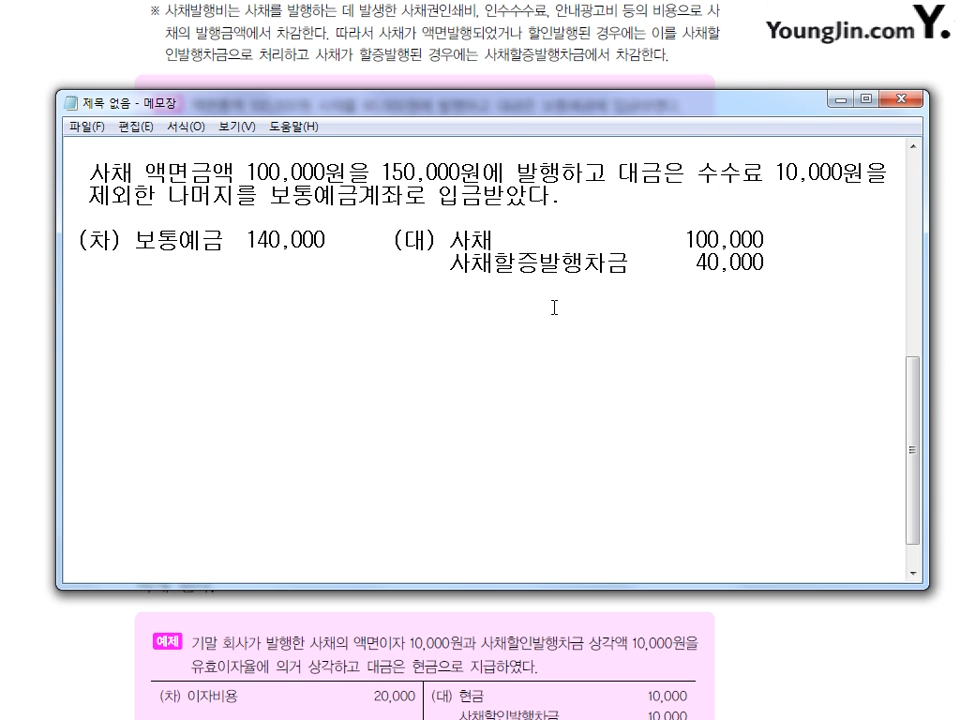 ※ 사채발행비는 사채를 발행하는 데 발생한 사채권인쇄비, 인수수수료, 안내광고비 등의 비용으로 사
채의 발행금액에서 차감한다. 따라서 사채가 액면발행되었거나 할인발행된 경우에는 이를 사채할
인발행차금으로 처리하고 사채가 할증발행된 경우에는 사채할증발행차금에서 차감한다.
YoungJin.com Y.
제목 없음 - 메모장
파일(F) 편집(E) 서식(O) 보기(V) 도움말(H)
사채 액면금액 100,000원을 150,000원에 발행하고 대금은 수수료 10,000원을
제외한 나머지를 보통예금계좌로 입금받았다.
(차) 보통예금 140,000 (대) 사채 100,000
사채할증발행차금 40,000
예제 기말 회사가 발행한 사채의 액면이자 10,000원과 사채할인발행차금 상각액 10,000원을
유효이자율에 의거 상각하고 대금은 현금으로 지급하였다.
(차) 이자비용 20,000 (대) 현금 10,000
사채할인발행차금 10,000